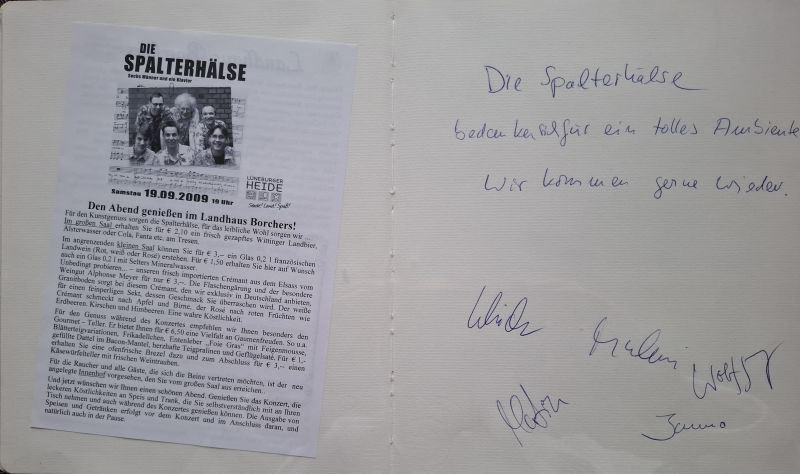 DIE
SPALTERHÄLSE
Sechs Männer und ein Klavier
LÜNEBURGER
HEIDE
Samstag 19.09.2009 19 Uhr
Den Abend genießen im Landhaus Borchers!
Für den Kunstgenuss sorgen die Spalterhälse, für das leibliche Wohl sorgen wir ...
Im großen Saal erhalten Sie für € 2,10 ein frisch gezapftes Wittinger Landbier,
Alsterwasser oder Cola, Fanta etc. am Tresen.
Im angrenzenden kleinen Saal können Sie für € 3,– ein Glas 0,2 l französischen
Landwein (Rot, weiß oder Rosé) erstehen. Für € 1,50 erhalten Sie hier auf Wunsch
auch ein Glas 0,2 l mit Selters Mineralwasser.
Unbedingt probieren... – unseren frisch importierten Crémant aus dem Elsass vom
Weingut Alphonse Meyer für nur € 3,–. Die Flaschengärung und der besondere
Granitboden sorgt bei diesem Crémant, den wir exclusiv in Deutschland anbieten,
für einen feinperligen Sekt, dessen Geschmack Sie überraschen wird. Der weiße
Crémant schmeckt nach Apfel und Birne, der Rosé nach roten Früchten wie
Erdbeeren, Kirschen und Himbeeren. Eine wahre Köstlichkeit.
Für den Genuss während des Konzertes empfehlen wir Ihnen besonders den
Gourmet – Teller. Er bietet Ihnen für € 6,50 eine Vielfalt an Gaumenfreuden. So u.a.
Blätterteigvariationen, Frikadellchen, Entenleber „Foie Gras“ mit Feigenmousse,
gefüllte Dattel im Bacon-Mantel, herzhafte Teigpralinen und Geflügelsaté. Für € 1,–
erhalten Sie eine ofenfrische Brezel dazu und zum Abschluss für € 3,– einen
Käsewürfelteller mit frischen Weintrauben.
Für die Raucher und alle Gäste, die sich die Beine vertreten möchten, ist der neu
angelegte Innenhof vorgesehen, den Sie vom großen Saal aus erreichen.
Und jetzt wünschen wir Ihnen einen schönen Abend. Genießen Sie das Konzert, die
leckeren Köstlichkeiten an Speis und Trank, die Sie selbstverständlich mit an Ihren
Tisch nehmen und auch während des Konzertes genießen können. Die Ausgabe von
Speisen und Getränken erfolgt vor dem Konzert und im Anschluss daran, und
natürlich auch in der Pause.
Die Spalterhälse
bedanken sich für ein tolles Ambiente
Wir kommen gerne wieder.